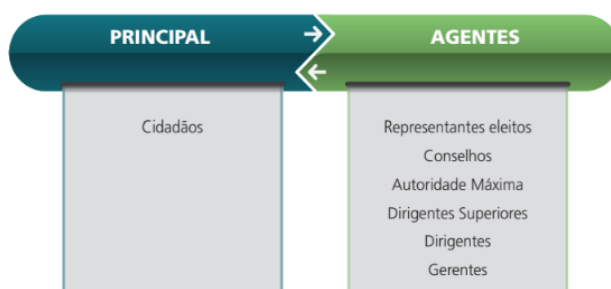 PRINCIPAL
AGENTES
Cidadãos
Representantes eleitos
Conselhos
Autoridade Máxima
Dirigentes Superiores
Dirigentes
Gerentes